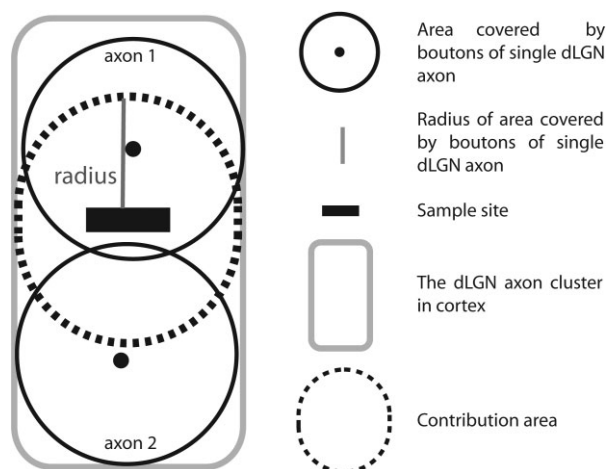 axon 1
radius
axon 2
Area covered by
boutons of single dLGN
axon
Radius of area covered
by boutons of single
dLGN axon
Sample site
The dLGN axon cluster
in cortex
Contribution area